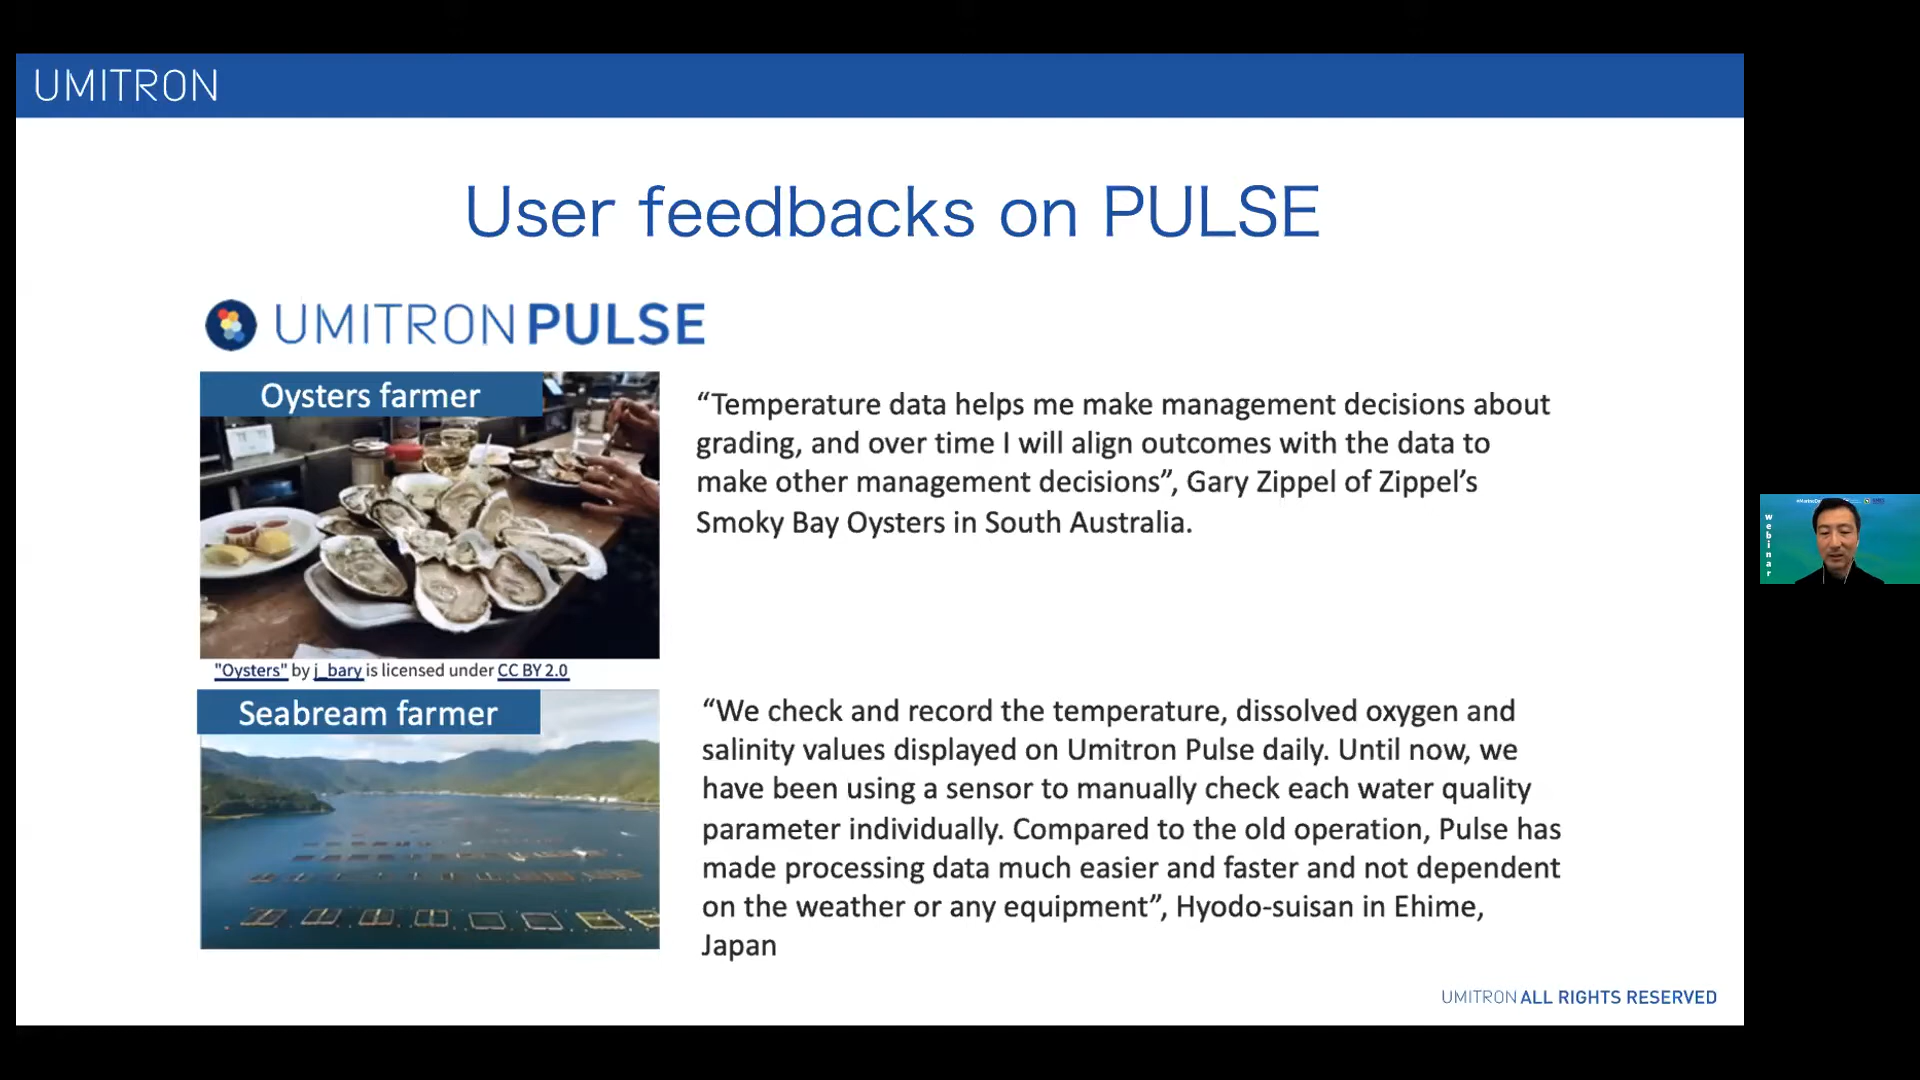 UMITRON
User feedbacks on PULSE
UMITRON PULSE
Oysters farmer
“Temperature data helps me make management decisions about
grading, and over time I will align outcomes with the data to
make other management decisions”, Gary Zippel of Zippel’s
Smoky Bay Oysters in South Australia.
"Oysters" by j_bary is licensed under CC BY 2.0
Seabream farmer
“We check and record the temperature, dissolved oxygen and
salinity values displayed on Umitron Pulse daily. Until now, we
have been using a sensor to manually check each water quality
parameter individually. Compared to the old operation, Pulse has
made processing data much easier and faster and not dependent
on the weather or any equipment”, Hyodo-suisan in Ehime,
Japan
UMITRON ALL RIGHTS RESERVED
webinar